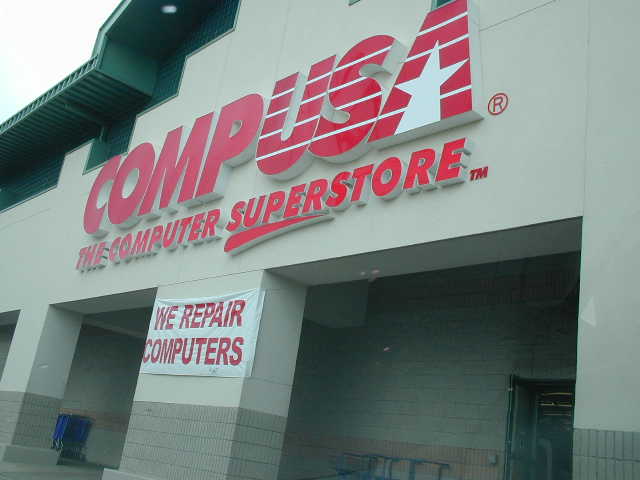 COMPUSA®
THE COMPUTER SUPERSTORE™
WE REPAIR
COMPUTERS